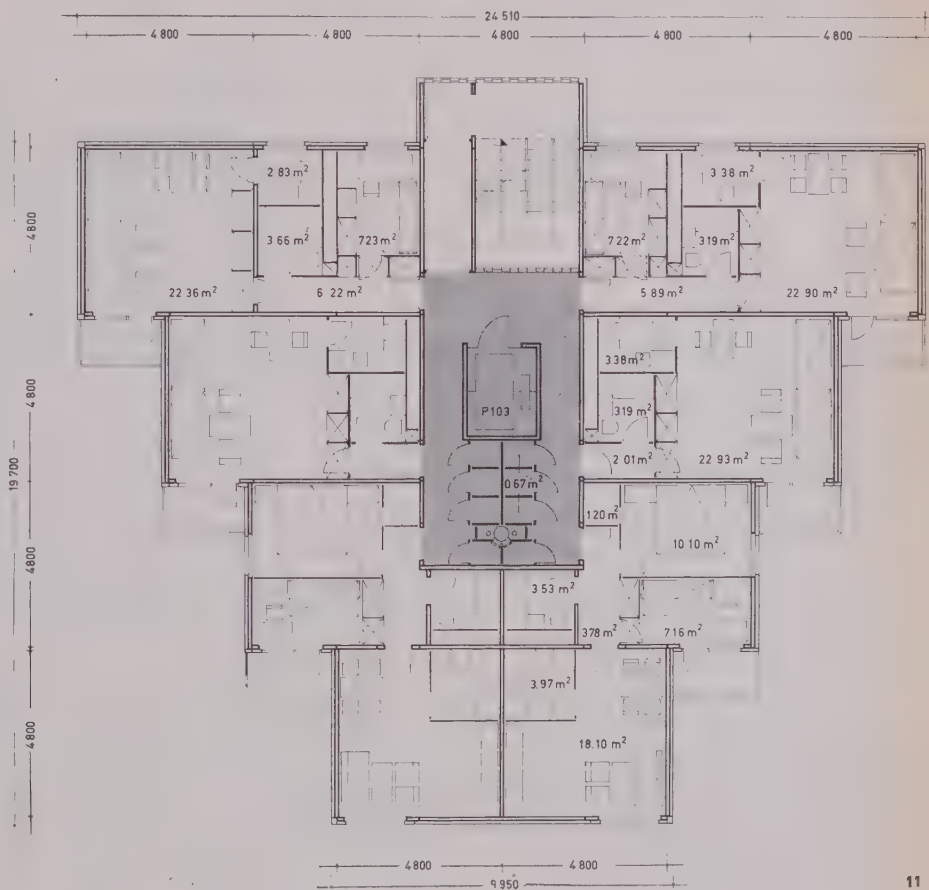 24 510
4 800 4 800 4 800 4 800 4 800
2 83 m²
3 38 m²
3 66 m²
7 23 m²
7 22 m²
3 19 m²
4 800
22 36 m²
6 22 m²
5 89 m²
22 90 m²
3 38 m²
P103
3 19 m²
4 800
2 01 m²
22 93 m²
0 67 m²
19 700
1 20 m²
10 10 m²
4 800
3 53 m²
3 78 m²
7 16 m²
3.97 m²
4 800
18.10 m²
4 800 4 800
9 950
11